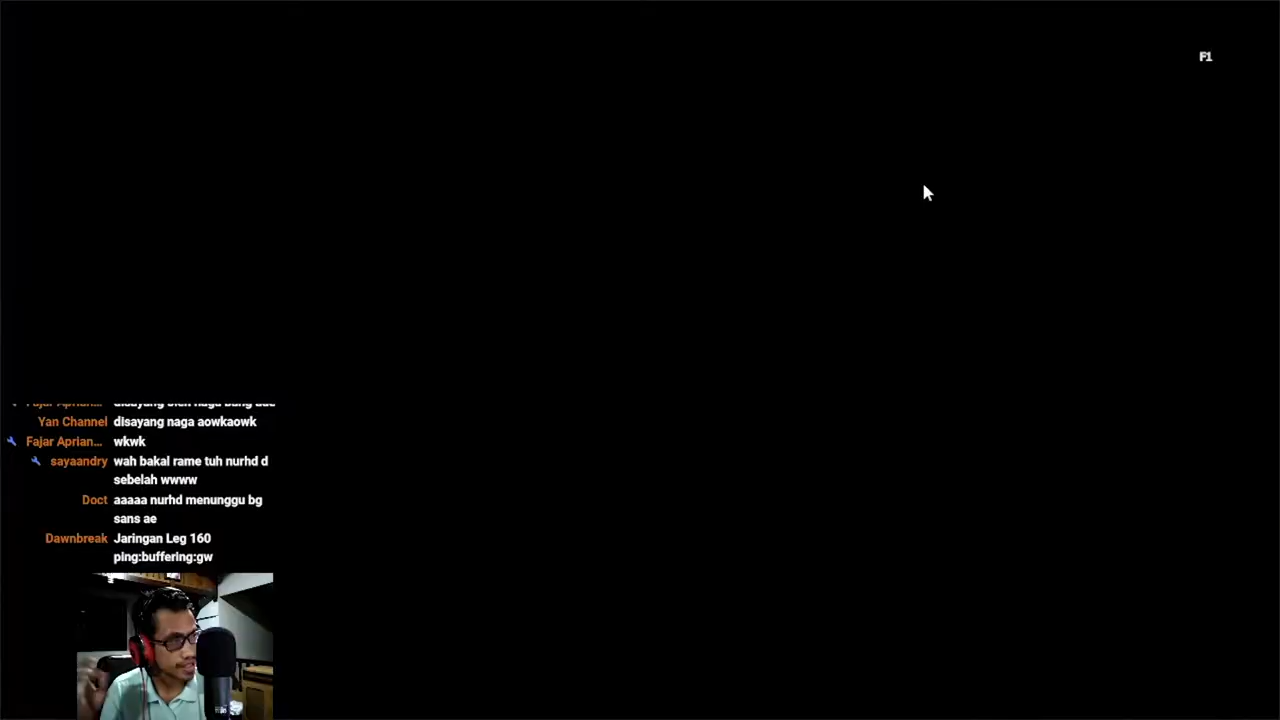 F1
Yan Channel disayang naga aowkaowk
Fajar Aprian... wkwk
sayaandry wah bakal rame tuh nurhd d
sebelah wwww
Doct aaaaa nurhd menunggu bg
sans ae
Dawnbreak Jaringan Leg 160
ping:buffering:gw